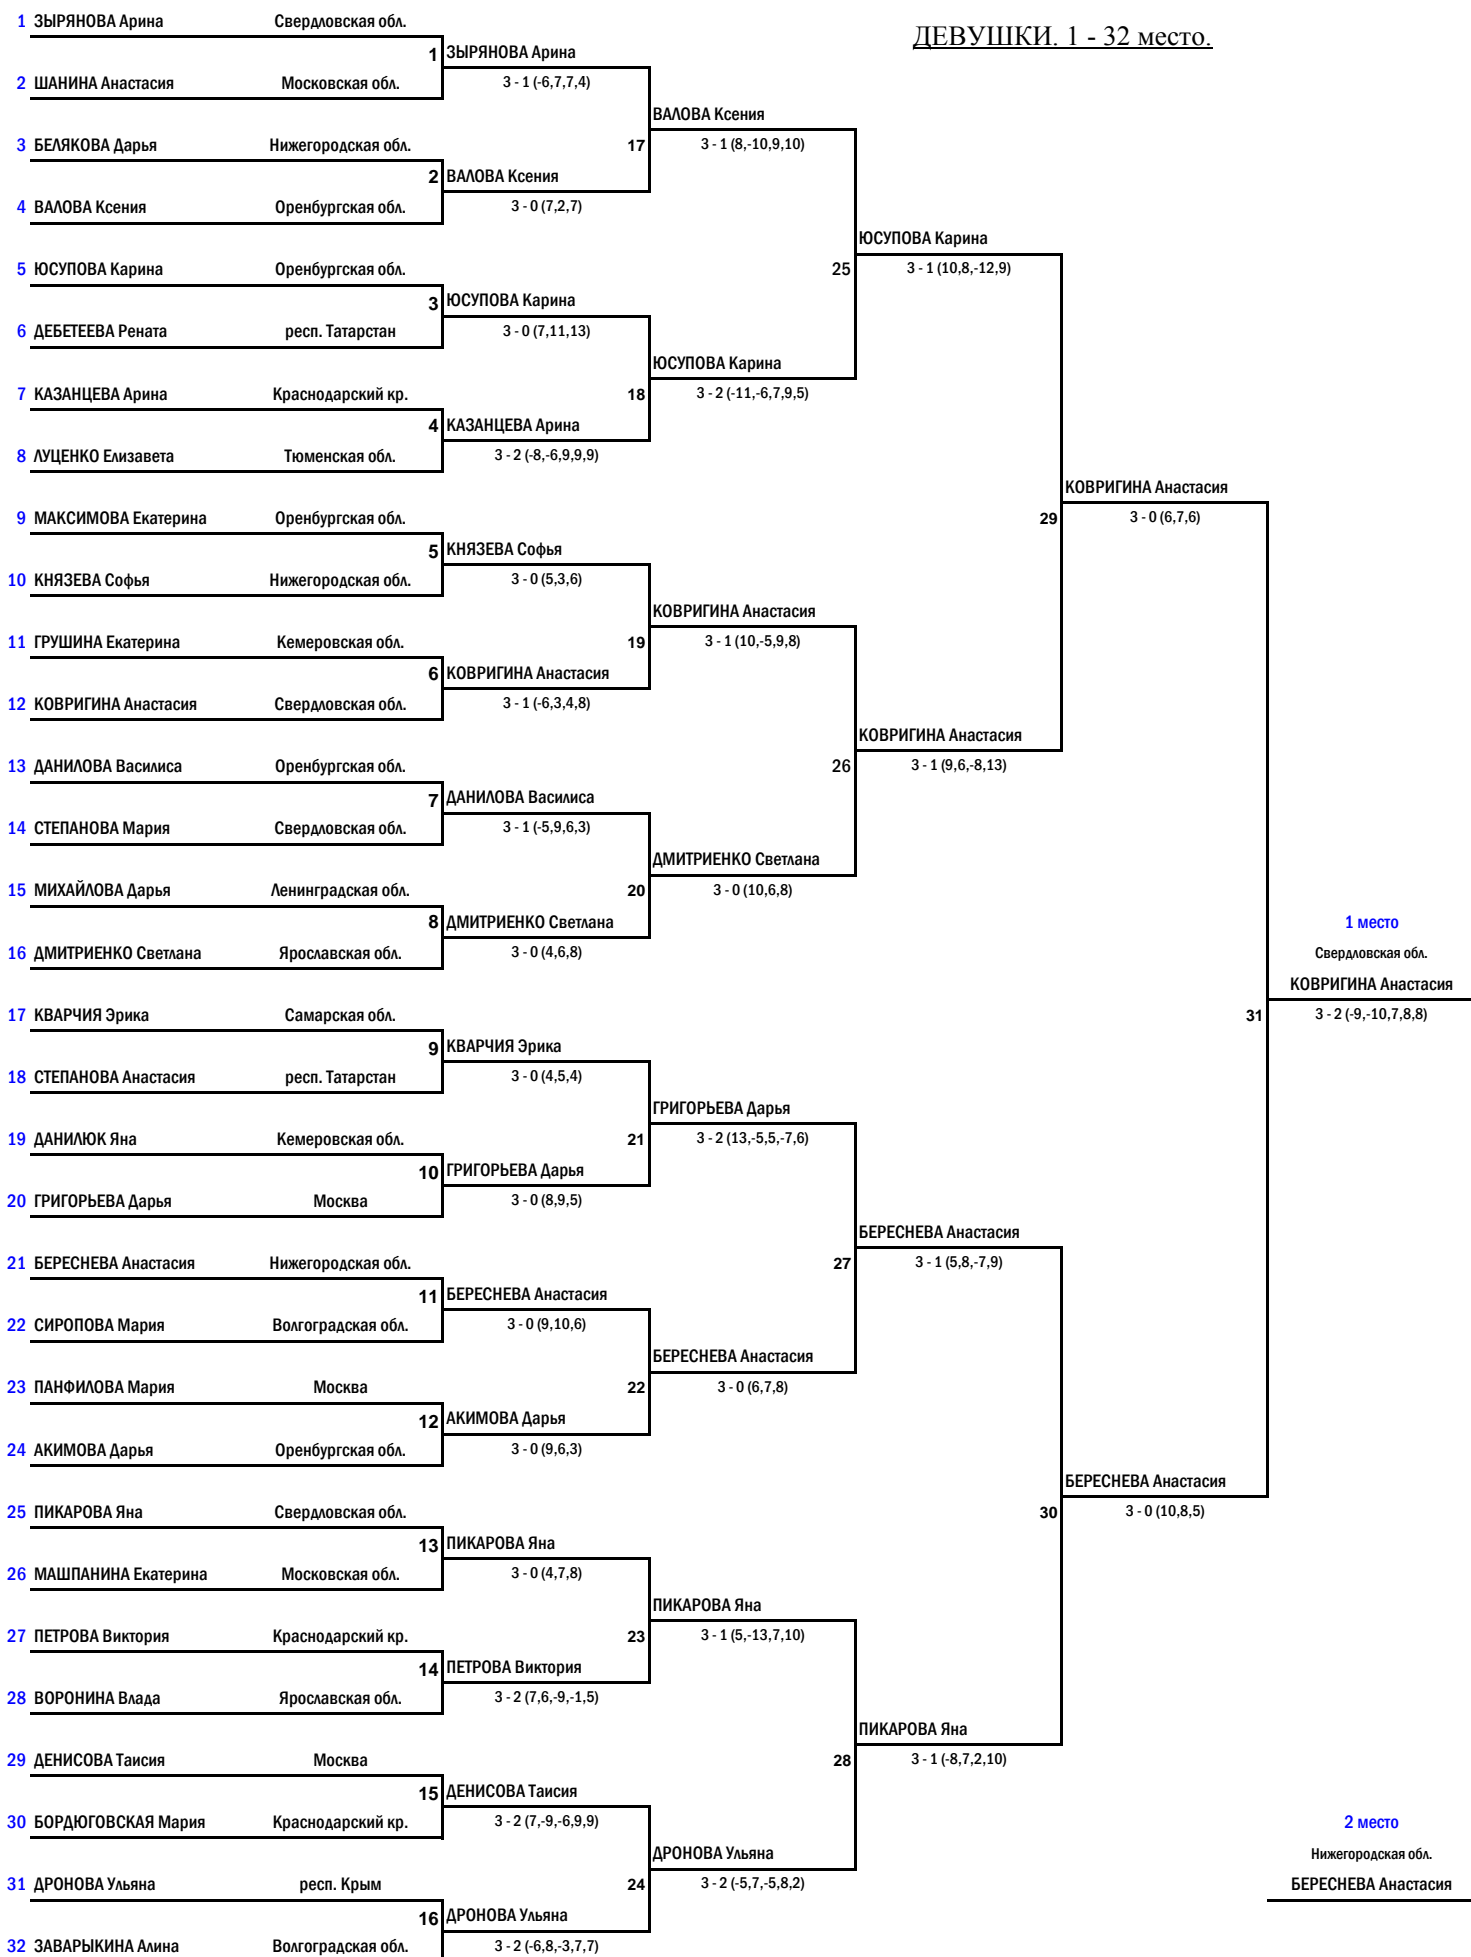 ДЕВУШКИ. 1 - 32 место.
1 ЗЫРЯНОВА Арина Свердловская обл.
1 ЗЫРЯНОВА Арина
2 ШАНИНА Анастасия Московская обл. 3 - 1 (-6,7,7,4)
ВАЛОВА Ксения
3 БЕЛЯКОВА Дарья Нижегородская обл. 17 3 - 1 (8,-10,9,10)
2 ВАЛОВА Ксения
4 ВАЛОВА Ксения Оренбургская обл. 3 - 0 (7,2,7)
ЮСУПОВА Карина
5 ЮСУПОВА Карина Оренбургская обл. 25 3 - 1 (10,8,-12,9)
3 ЮСУПОВА Карина
6 ДЕБЕТЕЕВА Рената респ. Татарстан 3 - 0 (7,11,13)
ЮСУПОВА Карина
7 КАЗАНЦЕВА Арина Краснодарский кр. 18 3 - 2 (-11,-6,7,9,5)
4 КАЗАНЦЕВА Арина
8 ЛУЦЕНКО Елизавета Тюменская обл. 3 - 2 (-8,-6,9,9,9)
КОВРИГИНА Анастасия
9 МАКСИМОВА Екатерина Оренбургская обл. 29 3 - 0 (6,7,6)
5 КНЯЗЕВА Софья
10 КНЯЗЕВА Софья Нижегородская обл. 3 - 0 (5,3,6)
КОВРИГИНА Анастасия
11 ГРУШИНА Екатерина Кемеровская обл. 19 3 - 1 (10,-5,9,8)
6 КОВРИГИНА Анастасия
12 КОВРИГИНА Анастасия Свердловская обл. 3 - 1 (-6,3,4,8)
КОВРИГИНА Анастасия
13 ДАНИЛОВА Василиса Оренбургская обл. 26 3 - 1 (9,6,-8,13)
7 ДАНИЛОВА Василиса
14 СТЕПАНОВА Мария Свердловская обл. 3 - 1 (-5,9,6,3)
ДМИТРИЕНКО Светлана
15 МИХАЙЛОВА Дарья Ленинградская обл. 20 3 - 0 (10,6,8)
8 ДМИТРИЕНКО Светлана 1 место
16 ДМИТРИЕНКО Светлана Ярославская обл. 3 - 0 (4,6,8) Свердловская обл.
КОВРИГИНА Анастасия
17 КВАРЧИЯ Эрика Самарская обл. 31 3 - 2 (-9,-10,7,8,8)
9 КВАРЧИЯ Эрика
18 СТЕПАНОВА Анастасия респ. Татарстан 3 - 0 (4,5,4)
ГРИГОРЬЕВА Дарья
19 ДАНИЛЮК Яна Кемеровская обл. 21 3 - 2 (13,-5,5,-7,6)
10 ГРИГОРЬЕВА Дарья
20 ГРИГОРЬЕВА Дарья Москва 3 - 0 (8,9,5)
БЕРЕСНЕВА Анастасия
21 БЕРЕСНЕВА Анастасия Нижегородская обл. 27 3 - 1 (5,8,-7,9)
11 БЕРЕСНЕВА Анастасия
22 СИРОПОВА Мария Волгоградская обл. 3 - 0 (9,10,6)
БЕРЕСНЕВА Анастасия
23 ПАНФИЛОВА Мария Москва 22 3 - 0 (6,7,8)
12 АКИМОВА Дарья
24 АКИМОВА Дарья Оренбургская обл. 3 - 0 (9,6,3)
БЕРЕСНЕВА Анастасия
25 ПИКАРОВА Яна Свердловская обл. 30 3 - 0 (10,8,5)
13 ПИКАРОВА Яна
26 МАШПАНИНА Екатерина Московская обл. 3 - 0 (4,7,8)
ПИКАРОВА Яна
27 ПЕТРОВА Виктория Краснодарский кр. 23 3 - 1 (5,-13,7,10)
14 ПЕТРОВА Виктория
28 ВОРОНИНА Влада Ярославская обл. 3 - 2 (7,6,-9,-1,5)
ПИКАРОВА Яна
29 ДЕНИСОВА Таисия Москва 28 3 - 1 (-8,7,2,10)
15 ДЕНИСОВА Таисия
30 БОРДЮГОВСКАЯ Мария Краснодарский кр. 3 - 2 (7,-9,-6,9,9) 2 место
ДРОНОВА Ульяна Нижегородская обл.
31 ДРОНОВА Ульяна респ. Крым 24 3 - 2 (-5,7,-5,8,2) БЕРЕСНЕВА Анастасия
16 ДРОНОВА Ульяна
32 ЗАВАРЫКИНА Алина Волгоградская обл. 3 - 2 (-6,8,-3,7,7)